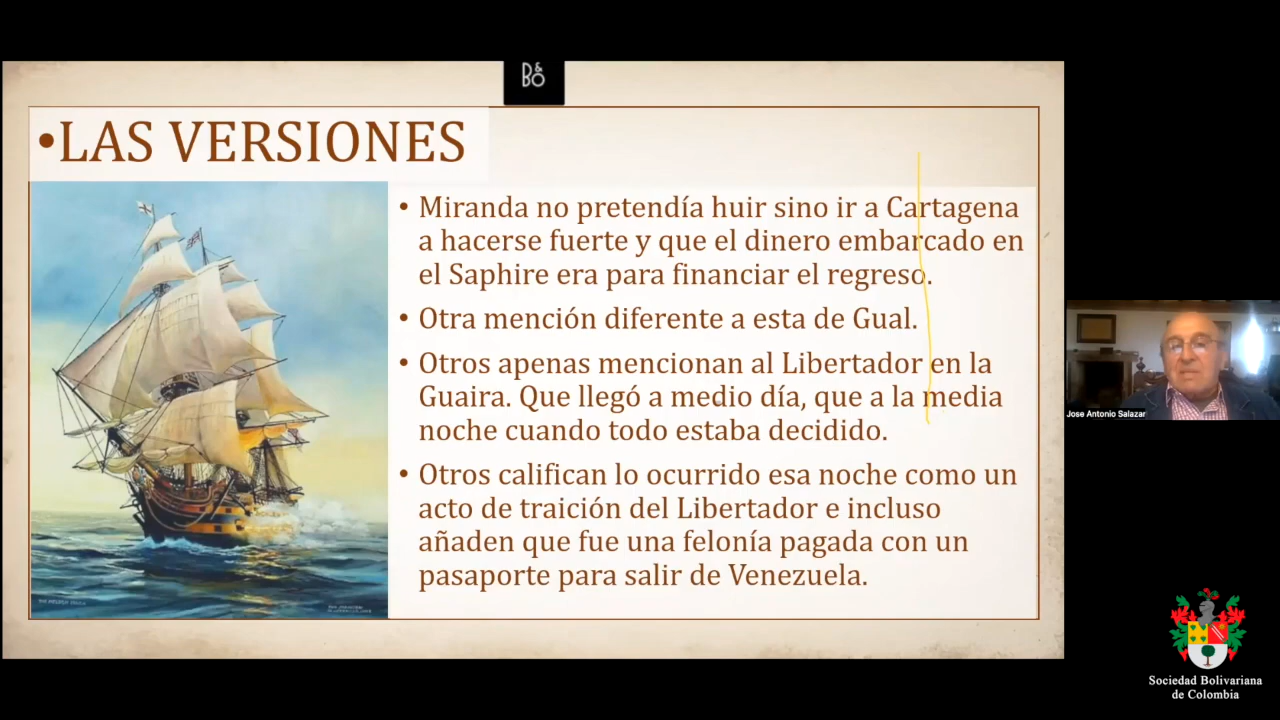 B&O
•LAS VERSIONES
• Miranda no pretendía huir sino ir a Cartagena
a hacerse fuerte y que el dinero embarcado en
el Saphire era para financiar el regreso.
• Otra mención diferente a esta de Gual.
• Otros apenas mencionan al Libertador en la
Guaira. Que llegó a medio día, que a la media
noche cuando todo estaba decidido.
• Otros califican lo ocurrido esa noche como un
acto de traición del Libertador e incluso
añaden que fue una felonía pagada con un
pasaporte para salir de Venezuela.
Jose Antonio Salazar
Sociedad Bolivariana
de Colombia